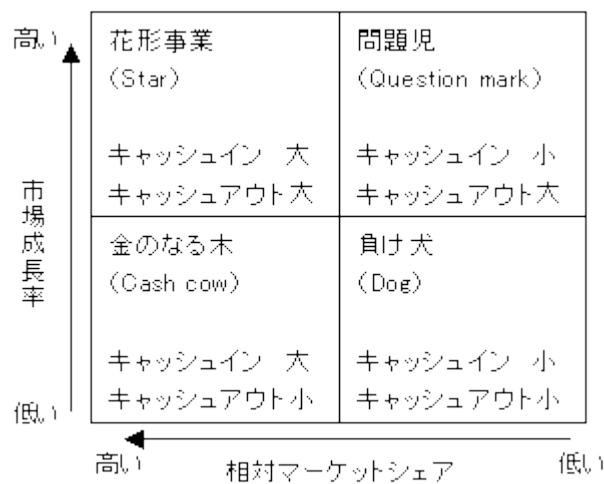 高い
花形事業
(Star)
キャッシュイン 大
キャッシュアウト大
問題児
(Question mark)
キャッシュイン 小
キャッシュアウト大
市場成長率
金のなる木
(Cash cow)
キャッシュイン 大
キャッシュアウト小
負け犬
(Dog)
キャッシュイン 小
キャッシュアウト小
低い
高い
相対マーケットシェア
低い